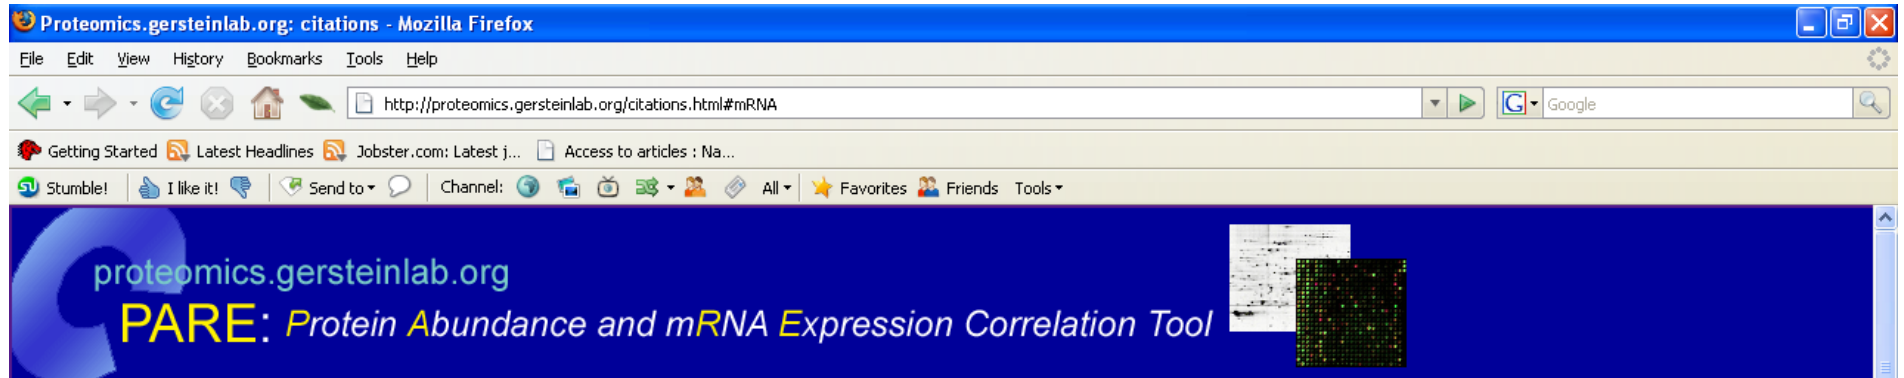 Proteomics.gersteinlab.org: citations - Mozilla Firefox
File Edit View History Bookmarks Tools Help
http://proteomics.gersteinlab.org/citations.html#mRNA G Google
Getting Started Latest Headlines Jobster.com: Latest j... Access to articles : Na...
Stumble! I like it! Send to Channel: All Favorites Friends Tools
proteomics.gersteinlab.org
PARE: Protein Abundance and mRNA Expression Correlation Tool